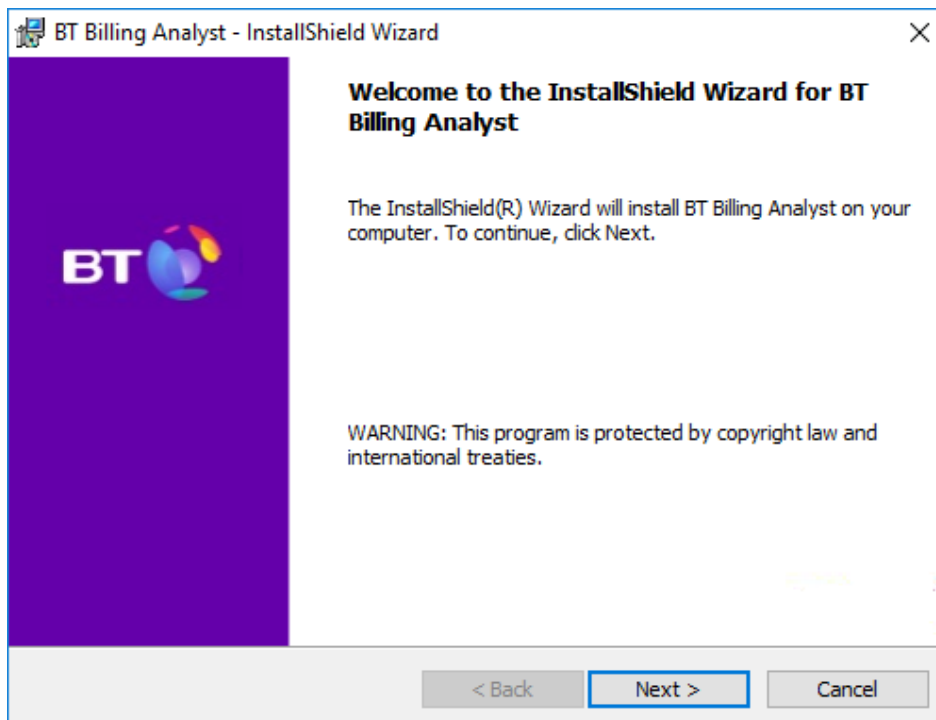 BT Billing Analyst - InstallShield Wizard
Welcome to the InstallShield Wizard for BT
Billing Analyst
The InstallShield(R) Wizard will install BT Billing Analyst on your
computer. To continue, click Next.
BT
WARNING: This program is protected by copyright law and
international treaties.
< Back
Next >
Cancel